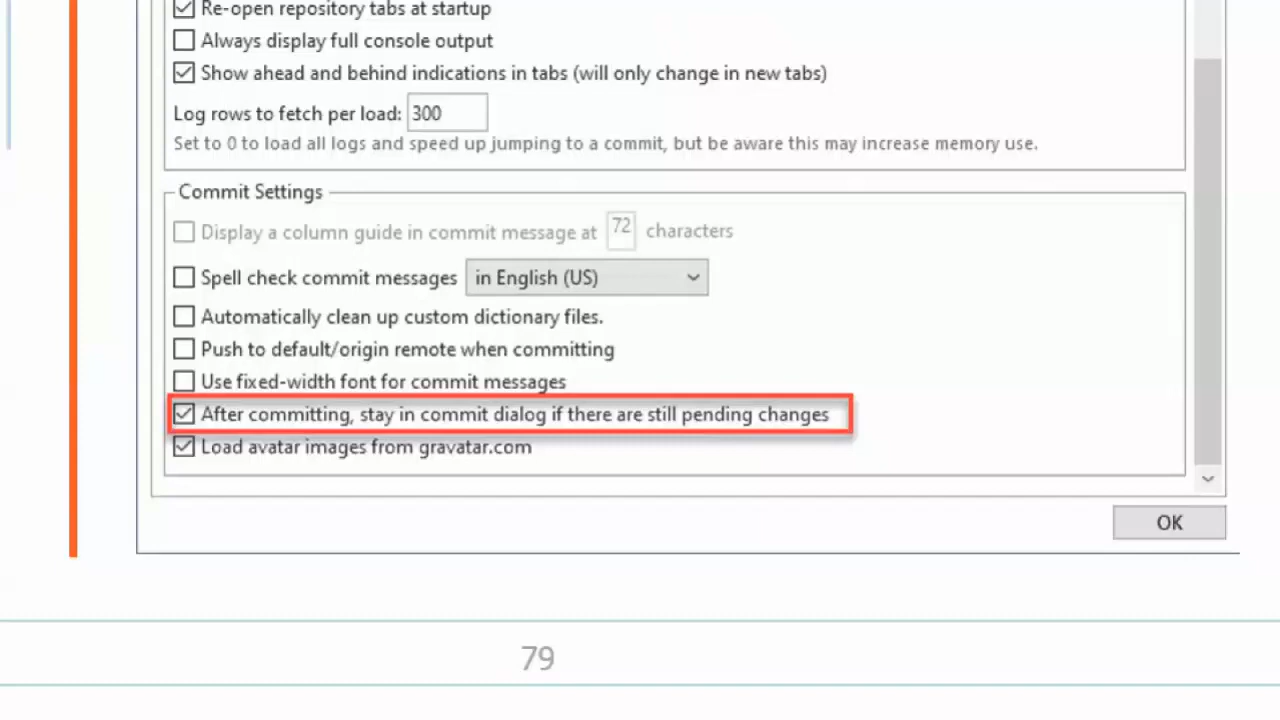 Re-open repository tabs at startup
Always display full console output
Show ahead and behind indications in tabs (will only change in new tabs)
Log rows to fetch per load: 300
Set to 0 to load all logs and speed up jumping to a commit, but be aware this may increase memory use.
Commit Settings
Display a column guide in commit message at 72 characters
Spell check commit messages in English (US)
Automatically clean up custom dictionary files.
Push to default/origin remote when committing
Use fixed-width font for commit messages
After committing, stay in commit dialog if there are still pending changes
Load avatar images from gravatar.com
OK
79